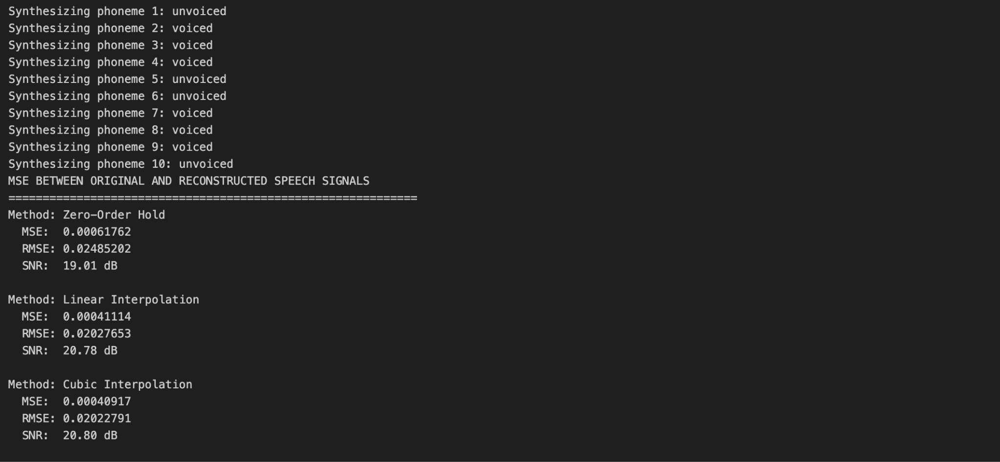 Synthesizing phoneme 1: unvoiced
Synthesizing phoneme 2: voiced
Synthesizing phoneme 3: voiced
Synthesizing phoneme 4: voiced
Synthesizing phoneme 5: unvoiced
Synthesizing phoneme 6: unvoiced
Synthesizing phoneme 7: voiced
Synthesizing phoneme 8: voiced
Synthesizing phoneme 9: voiced
Synthesizing phoneme 10: unvoiced
MSE BETWEEN ORIGINAL AND RECONSTRUCTED SPEECH SIGNALS
============================================================
Method: Zero-Order Hold
  MSE:  0.00061762
  RMSE: 0.02485202
  SNR:  19.01 dB

Method: Linear Interpolation
  MSE:  0.00041114
  RMSE: 0.02027653
  SNR:  20.78 dB

Method: Cubic Interpolation
  MSE:  0.00040917
  RMSE: 0.02022791
  SNR:  20.80 dB